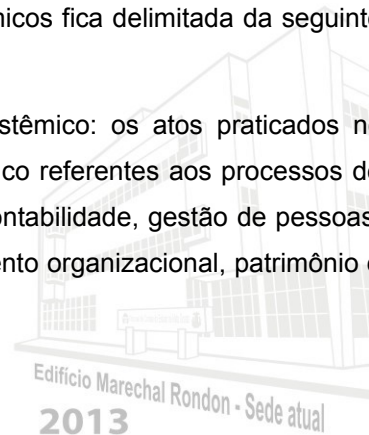 nicos fica delimitada da seguinte
stêmico: os atos praticados n
co referentes aos processos d
ontabilidade, gestão de pessoas
ento organizacional, patrimônio
Edifício Marechal Rondon - Sede atual
2013